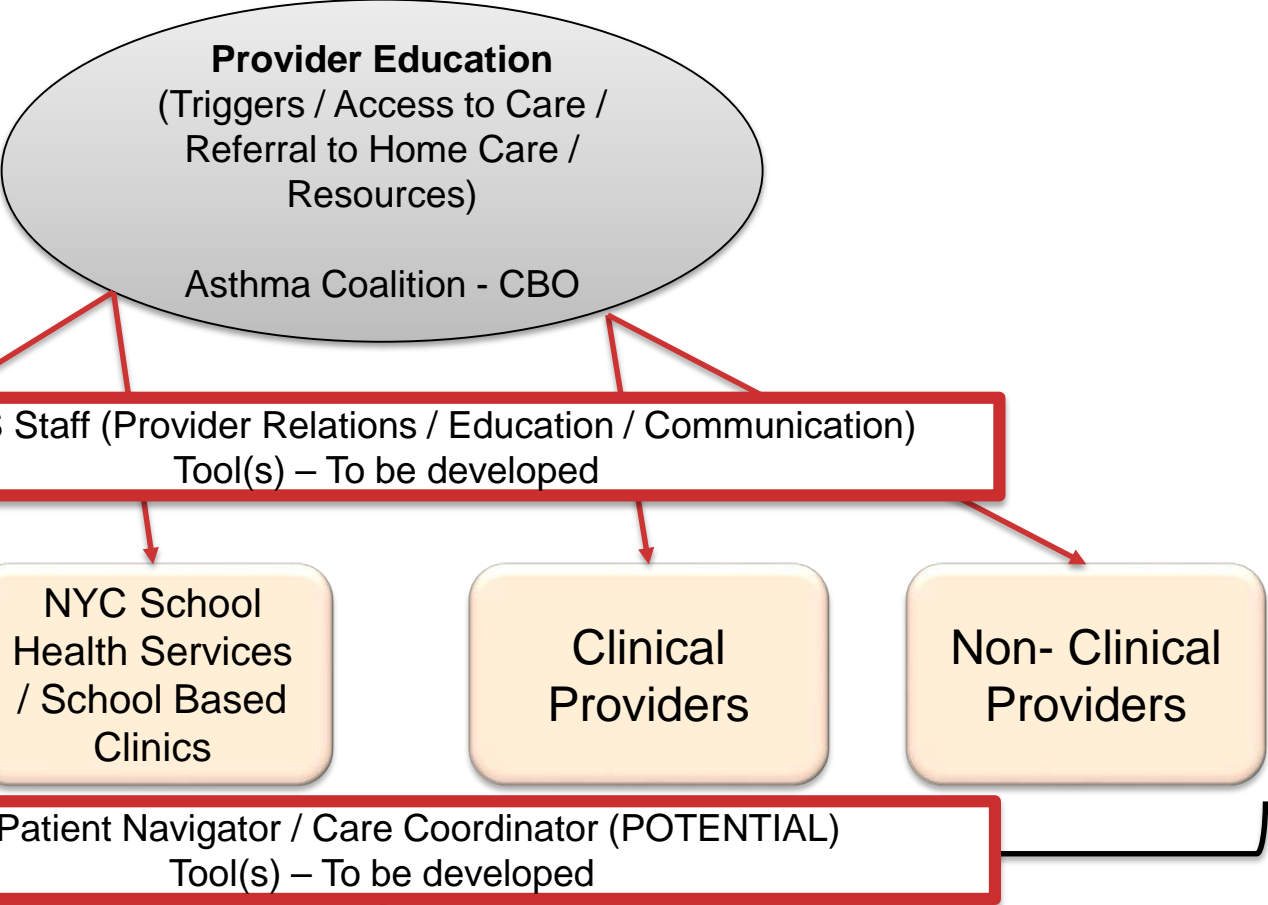 Provider Education
(Triggers / Access to Care /
Referral to Home Care /
Resources)
Asthma Coalition - CBO
Staff (Provider Relations / Education / Communication)
Tool(s) – To be developed
NYC School
Health Services
/ School Based
Clinics
Clinical
Providers
Non- Clinical
Providers
Patient Navigator / Care Coordinator (POTENTIAL)
Tool(s) – To be developed